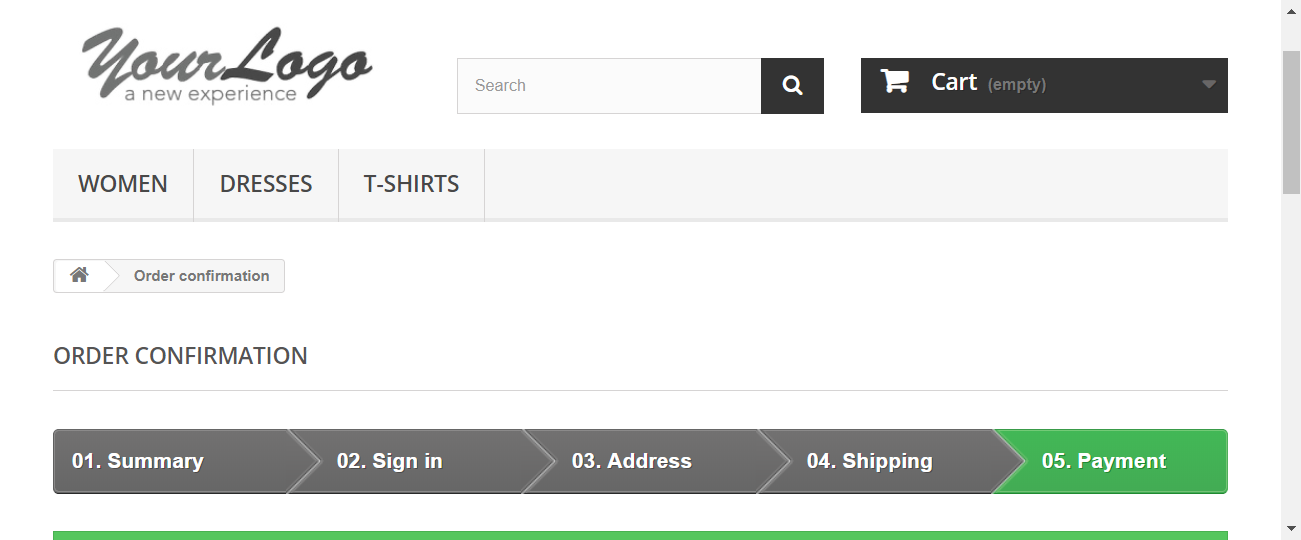 YourLogo
a new experience
Search
Cart (empty)
WOMEN DRESSES T-SHIRTS
Order confirmation
ORDER CONFIRMATION
01. Summary 02. Sign in 03. Address 04. Shipping 05. Payment